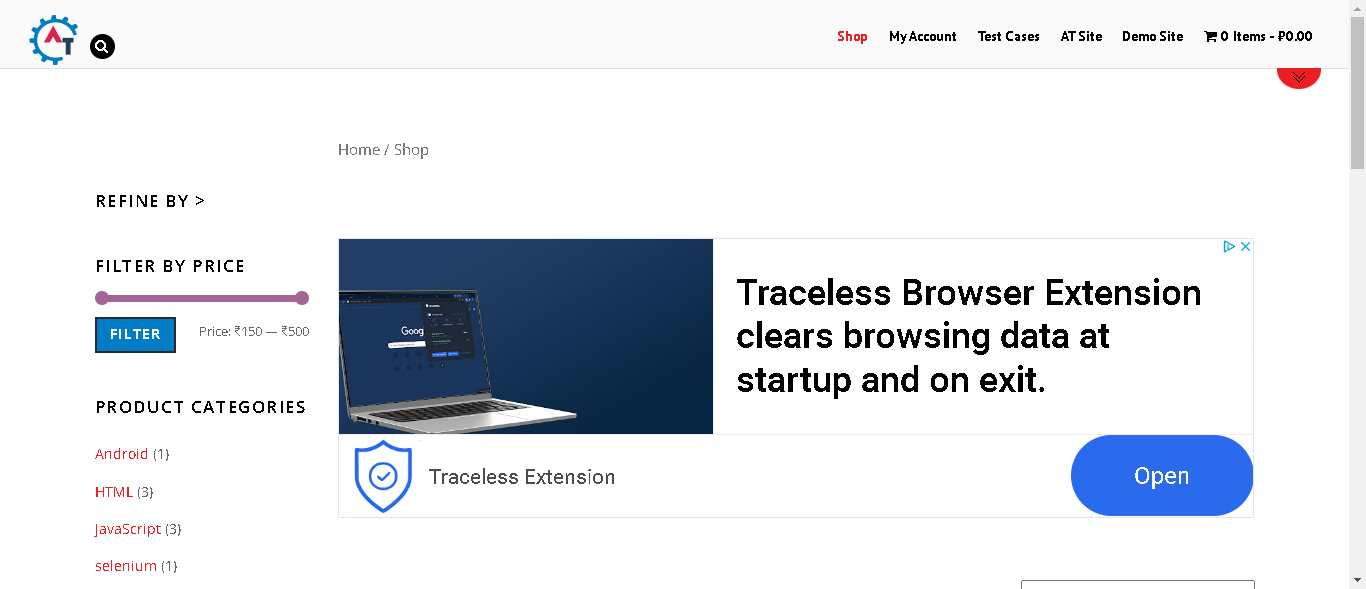 AT
Shop
My Account
Test Cases
AT Site
Demo Site
0 Items - ₽0.00
Home / Shop
REFINE BY >
FILTER BY PRICE
FILTER
Price: ₹150 — ₹500
PRODUCT CATEGORIES
Android (1)
HTML (3)
JavaScript (3)
selenium (1)
Traceless Browser Extension
clears browsing data at
startup and on exit.
Traceless Extension
Open